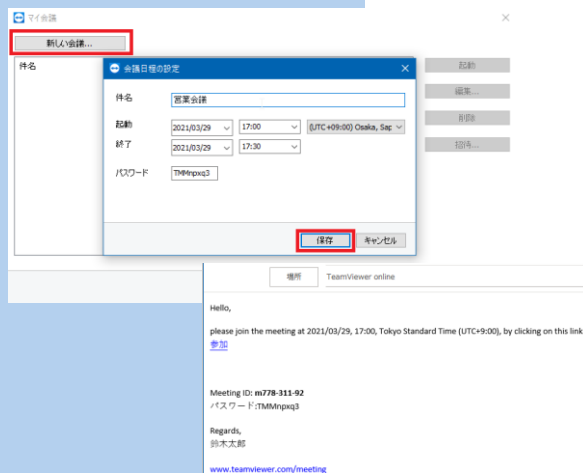 マイ会議
新しい会議...
件名
起動
編集...
削除
招待...
会議日程の設定
件名
営業会議
起動
2021/03/29
17:00
(UTC+09:00) Osaka, Sap
終了
2021/03/29
17:30
パスワード
TMMnpxq3
保存
キャンセル
場所
TeamViewer online
Hello,
please join the meeting at 2021/03/29, 17:00, Tokyo Standard Time (UTC+9:00), by clicking on this link
参加
Meeting ID: m778-311-92
パスワード:TMMnpxq3
Regards,
鈴木太郎
www.teamviewer.com/meeting